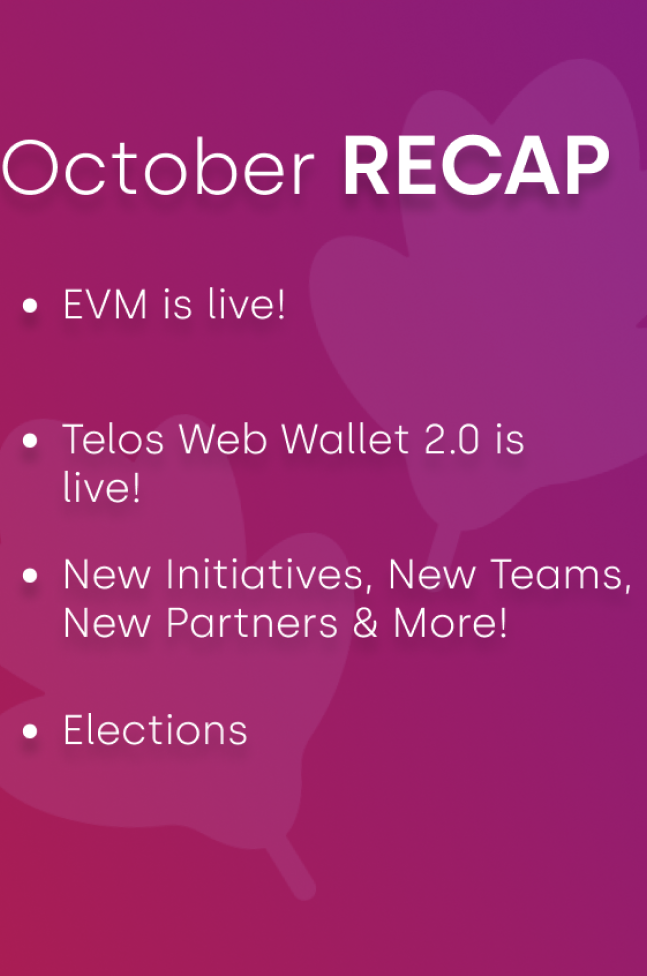 October RECAP
• EVM is live!
• Telos Web Wallet 2.0 is
live!
• New Initiatives, New Teams,
New Partners & More!
• Elections